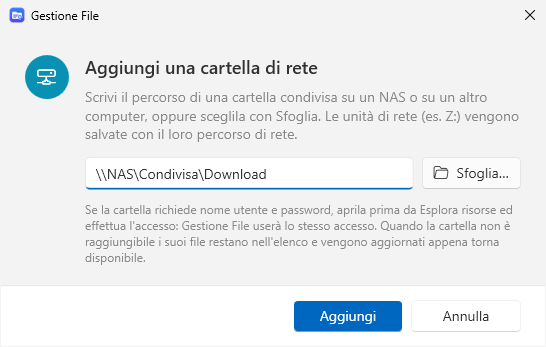 Gestione File
Aggiungi una cartella di rete
Scrivi il percorso di una cartella condivisa su un NAS o su un altro
computer, oppure sceglila con Sfoglia. Le unità di rete (es. Z:) vengono
salvate con il loro percorso di rete.
\\NAS\Condivisa\Download
Sfoglia...
Se la cartella richiede nome utente e password, aprila prima da Esplora risorse ed
effettua l'accesso: Gestione File userà lo stesso accesso. Quando la cartella non è
raggiungibile i suoi file restano nell'elenco e vengono aggiornati appena torna
disponibile.
Aggiungi
Annulla